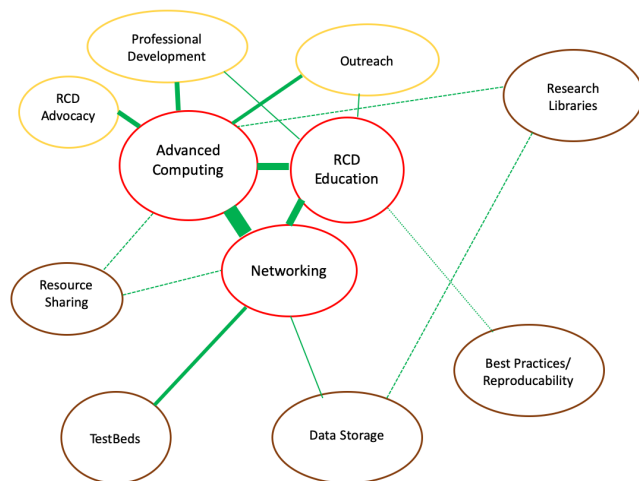 Professional
Development
Outreach
RCD
Advocacy
Research
Libraries
Advanced
Computing
RCD
Education
Networking
Resource
Sharing
Best Practices/
Reproducability
TestBeds
Data Storage